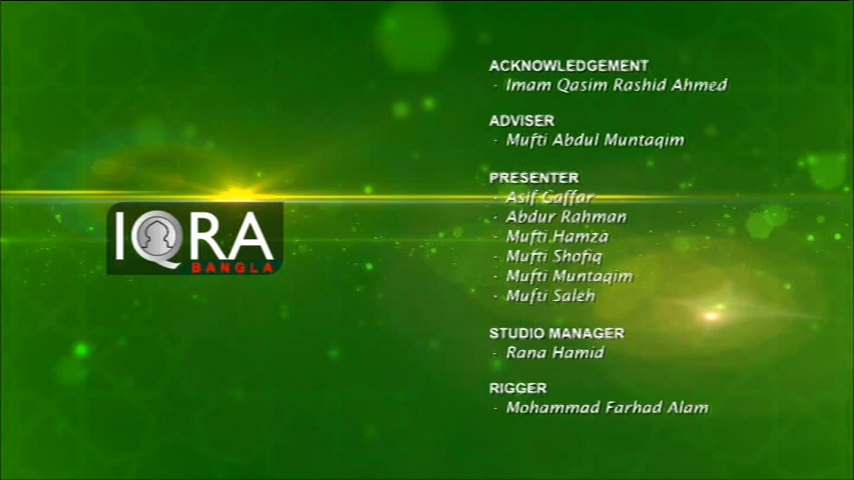 IQRA
BANGLA
ACKNOWLEDGEMENT
- Imam Qasim Rashid Ahmed
ADVISER
- Mufti Abdul Muntaqim
PRESENTER
- Asif Gaffar
- Abdur Rahman
- Mufti Hamza
- Mufti Shofiq
- Mufti Muntaqim
- Mufti Saleh
STUDIO MANAGER
- Rana Hamid
RIGGER
- Mohammad Farhad Alam